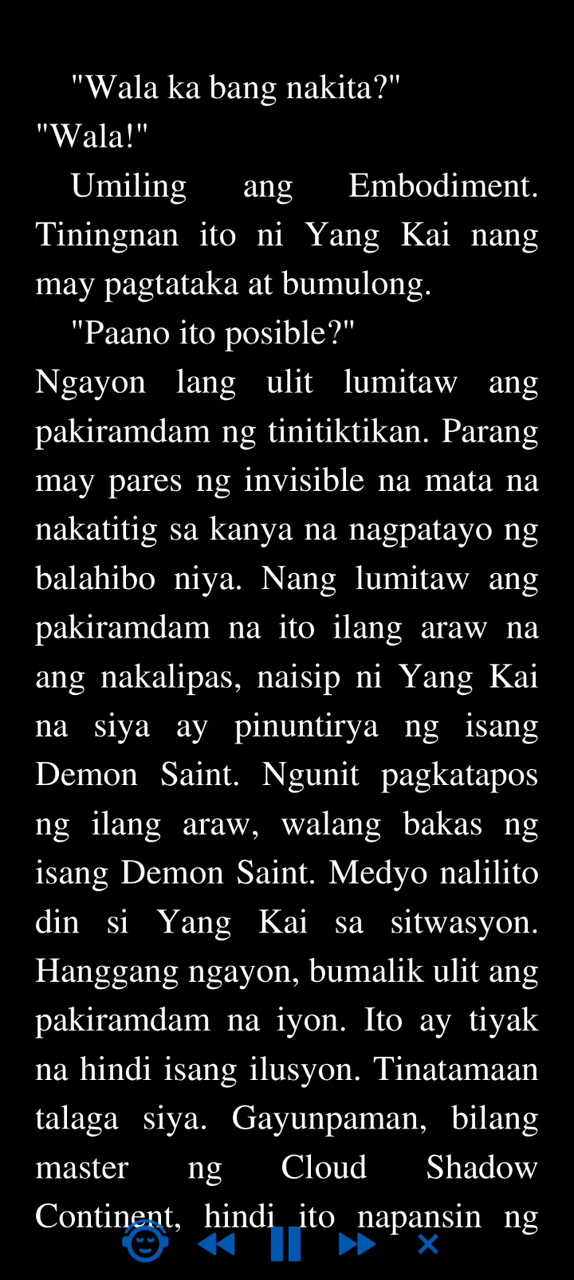 "Wala ka bang nakita?"
"Wala!"
Umiling ang Embodiment.
Tiningnan ito ni Yang Kai nang
may pagtataka at bumulong.
"Paano ito posible?"
Ngayon lang ulit lumitaw ang
pakiramdam ng tinitiktikan. Parang
may pares ng invisible na mata na
nakatitig sa kanya na nagpatayo ng
balahibo niya. Nang lumitaw ang
pakiramdam na ito ilang araw na
ang nakalipas, naisip ni Yang Kai
na siya ay pinuntirya ng isang
Demon Saint. Ngunit pagkatapos
ng ilang araw, walang bakas ng
isang Demon Saint. Medyo nalilito
din si Yang Kai sa sitwasyon.
Hanggang ngayon, bumalik ulit ang
pakiramdam na iyon. Ito ay tiyak
na hindi isang ilusyon. Tinatamaan
talaga siya. Gayunpaman, bilang
master ng Cloud Shadow
Continent, hindi ito napansin ng